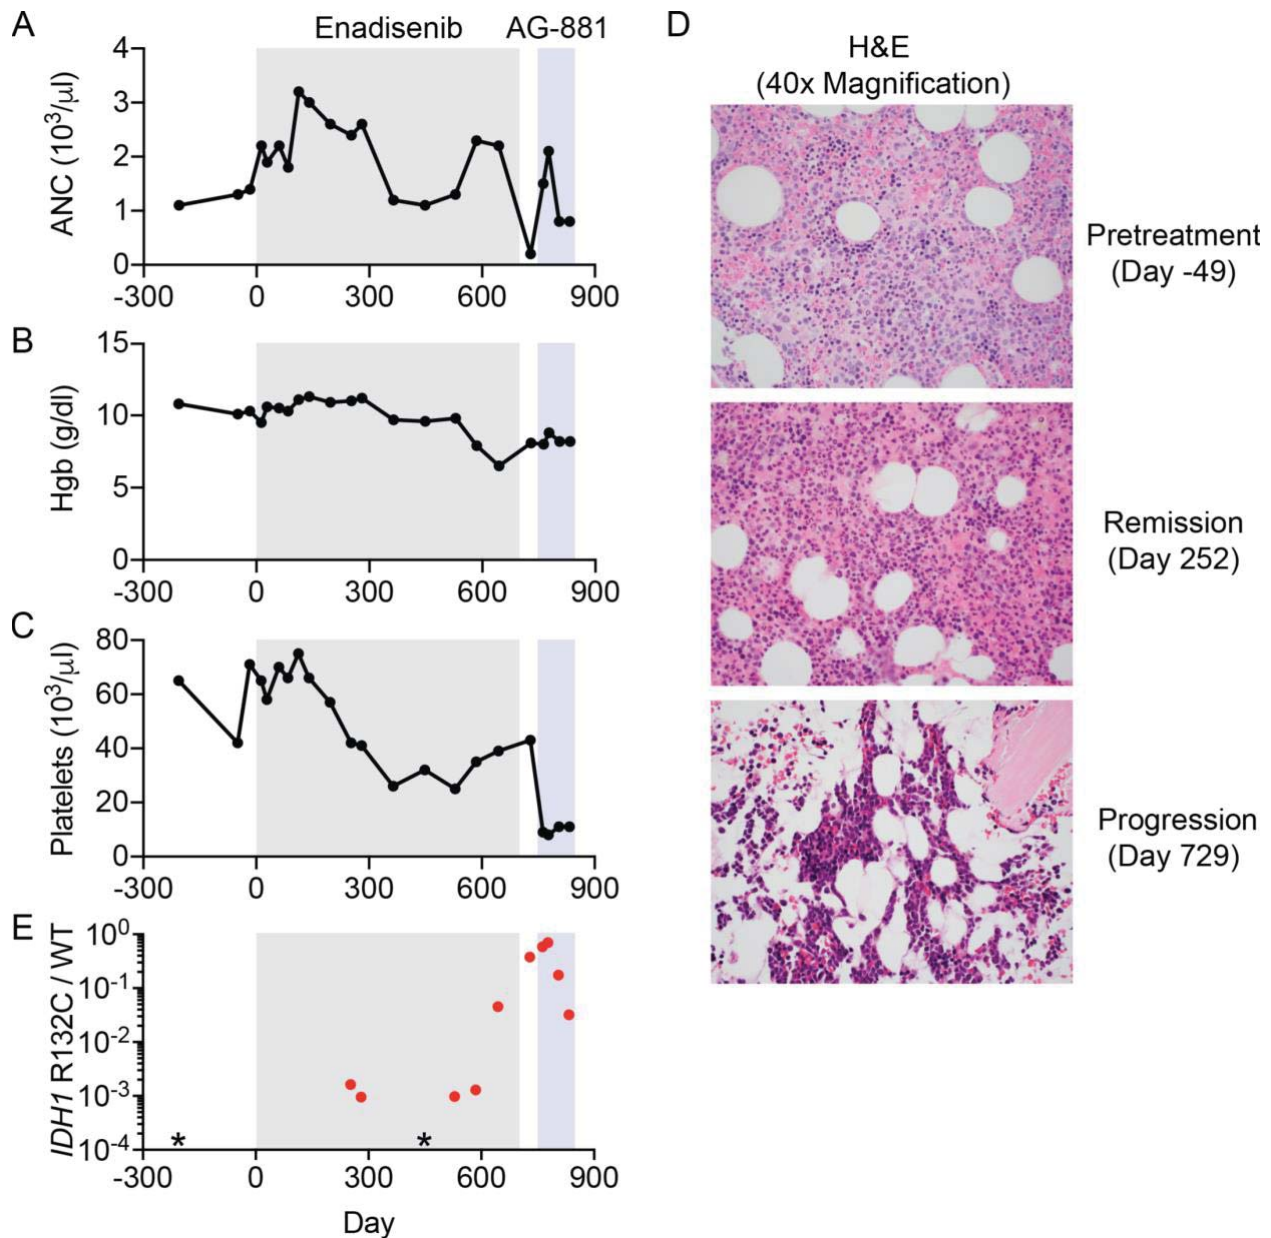 A
Enadisenib
AG-881
ANC (10³/µl)
4
3
2
1
0
-300
0
300
600
900
B
Hgb (g/dl)
15
10
5
0
-300
0
300
600
900
C
Platelets (10³/µl)
80
60
40
20
0
-300
0
300
600
900
E
IDH1 R132C / WT
10⁰
10⁻¹
10⁻²
10⁻³
10⁻⁴
*
*
-300
0
300
600
900
Day
D
H&E
(40x Magnification)
Pretreatment
(Day -49)
Remission
(Day 252)
Progression
(Day 729)